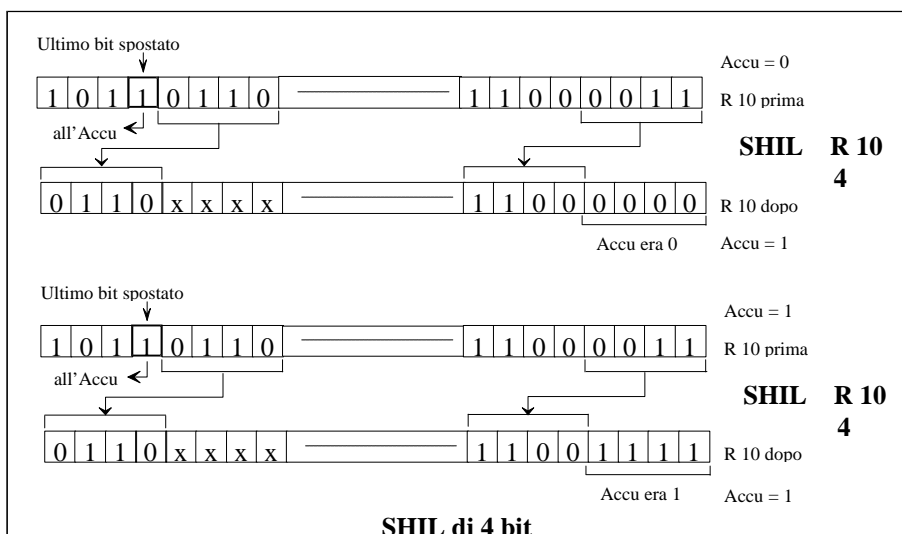 Ultimo bit spostato
Accu = 0
1 0 1 1 0 1 1 0 1 1 0 0 0 0 1 1 R 10 prima
all'Accu
SHIL R 10
4
0 1 1 0 x x x x 1 1 0 0 0 0 0 0 R 10 dopo
Accu era 0 Accu = 1
Ultimo bit spostato
Accu = 1
1 0 1 1 0 1 1 0 1 1 0 0 0 0 1 1 R 10 prima
all'Accu
SHIL R 10
4
0 1 1 0 x x x x 1 1 0 0 1 1 1 1 R 10 dopo
Accu era 1 Accu = 1
SHIL di 4 bit